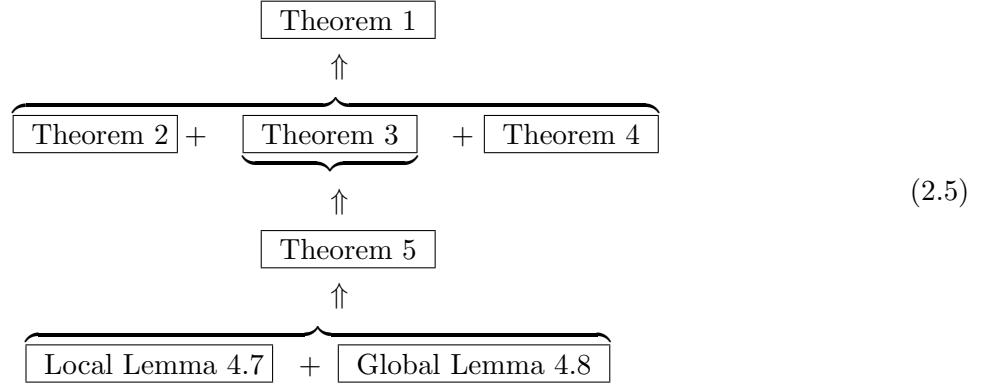 Theorem 1
⇑
Theorem 2 + Theorem 3 + Theorem 4
⇑
(2.5)
Theorem 5
⇑
Local Lemma 4.7 + Global Lemma 4.8